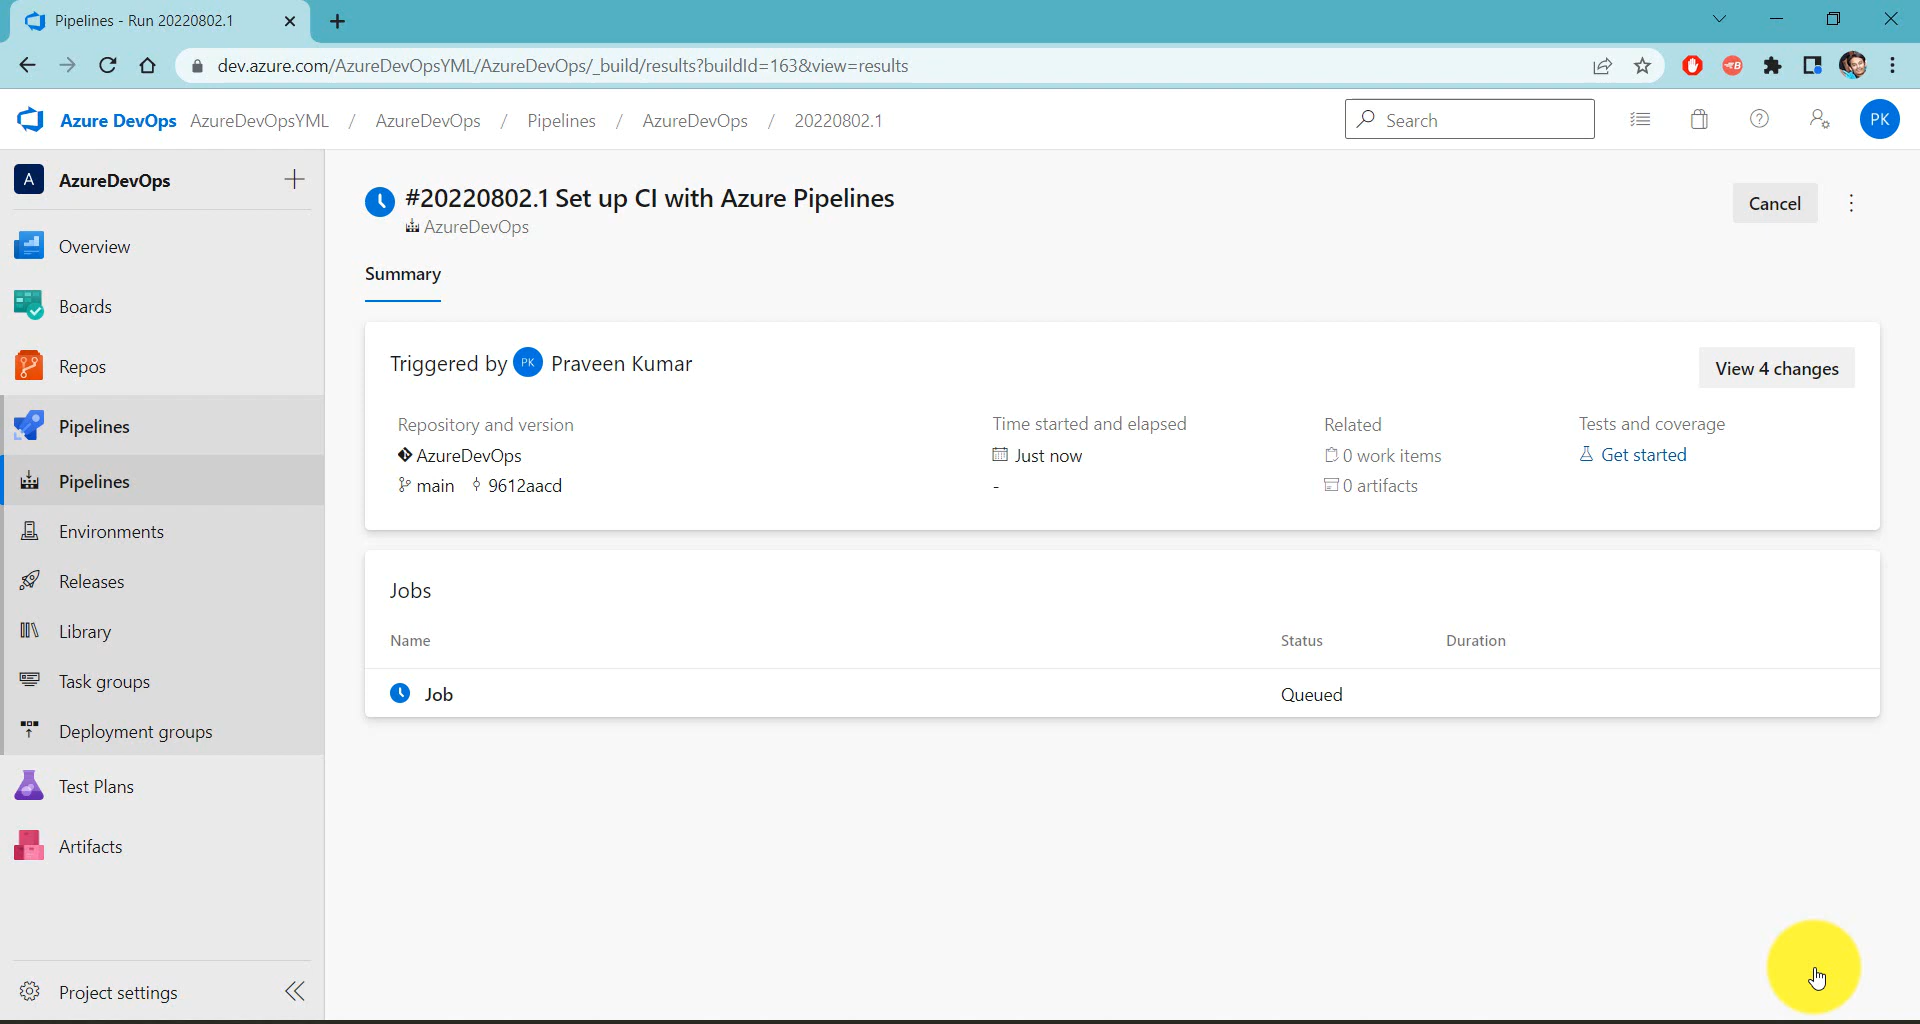 Pipelines - Run 20220802.1
dev.azure.com/AzureDevOpsYML/AzureDevOps/_build/results?buildId=163&view=results
Azure DevOps AzureDevOpsYML / AzureDevOps / Pipelines / AzureDevOps / 20220802.1
Search
PK
A AzureDevOps
Overview
Boards
Repos
Pipelines
Pipelines
Environments
Releases
Library
Task groups
Deployment groups
Test Plans
Artifacts
Project settings
#20220802.1 Set up CI with Azure Pipelines
AzureDevOps
Cancel
Summary
Triggered by PK Praveen Kumar
View 4 changes
Repository and version
AzureDevOps
main 9612aacd
Time started and elapsed
Just now
-
Related
0 work items
0 artifacts
Tests and coverage
Get started
Jobs
Name Status Duration
Job Queued